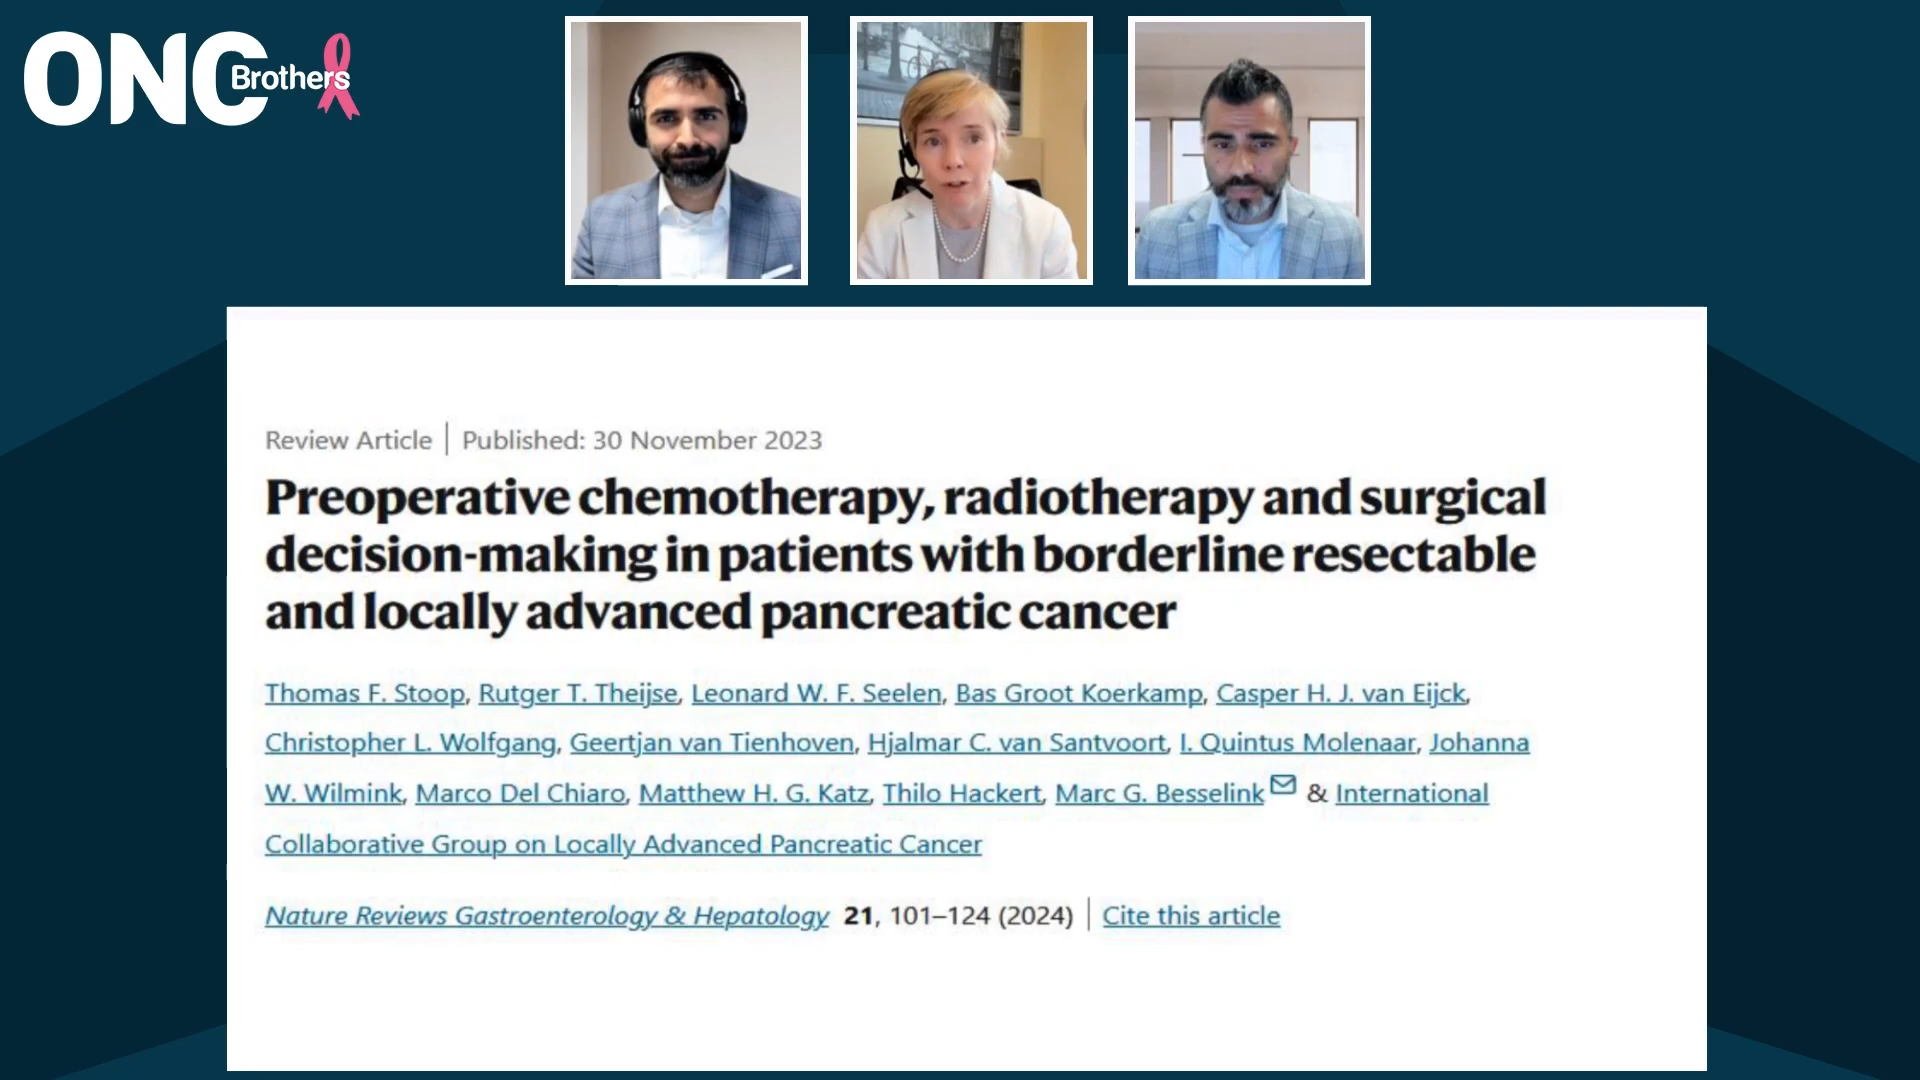 ONC Brothers
Review Article | Published: 30 November 2023
Preoperative chemotherapy, radiotherapy and surgical
decision-making in patients with borderline resectable
and locally advanced pancreatic cancer
Thomas F. Stoop, Rutger T. Theijse, Leonard W. F. Seelen, Bas Groot Koerkamp, Casper H. J. van Eijck,
Christopher L. Wolfgang, Geertjan van Tienhoven, Hjalmar C. van Santvoort, I. Quintus Molenaar, Johanna
W. Wilmink, Marco Del Chiaro, Matthew H. G. Katz, Thilo Hackert, Marc G. Besselink & International
Collaborative Group on Locally Advanced Pancreatic Cancer
Nature Reviews Gastroenterology & Hepatology 21, 101–124 (2024) | Cite this article